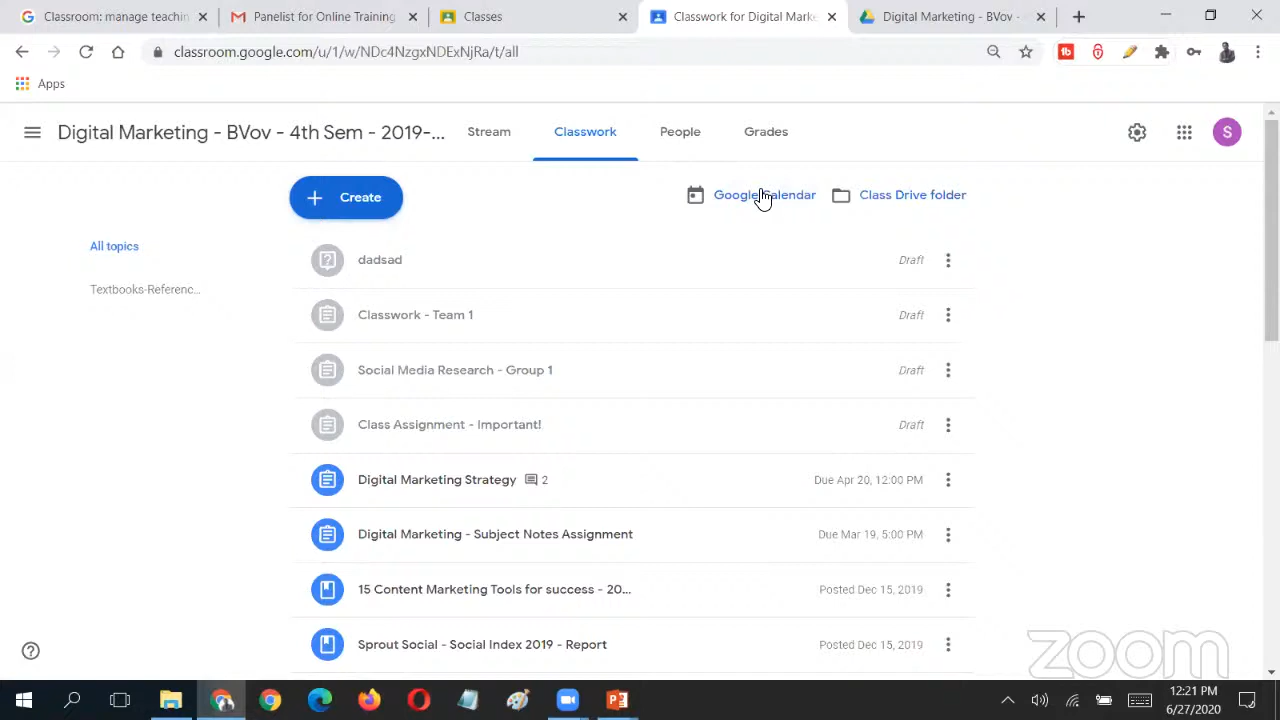 Classroom: manage teachin
Panelist for Online Training
Classes
Classwork for Digital Marke
Digital Marketing - BVov -
classroom.google.com/u/1/w/NDc4NzgxNDExNjRa/t/all
Apps
Digital Marketing - BVov - 4th Sem - 2019-...
Stream
Classwork
People
Grades
S
Create
Google Calendar
Class Drive folder
All topics
Textbooks-Referenc...
dadsad
Draft
Classwork - Team 1
Draft
Social Media Research - Group 1
Draft
Class Assignment - Important!
Draft
Digital Marketing Strategy 2
Due Apr 20, 12:00 PM
Digital Marketing - Subject Notes Assignment
Due Mar 19, 5:00 PM
15 Content Marketing Tools for success - 20...
Posted Dec 15, 2019
Sprout Social - Social Index 2019 - Report
Posted Dec 15, 2019
zoom
12:21 PM
6/27/2020